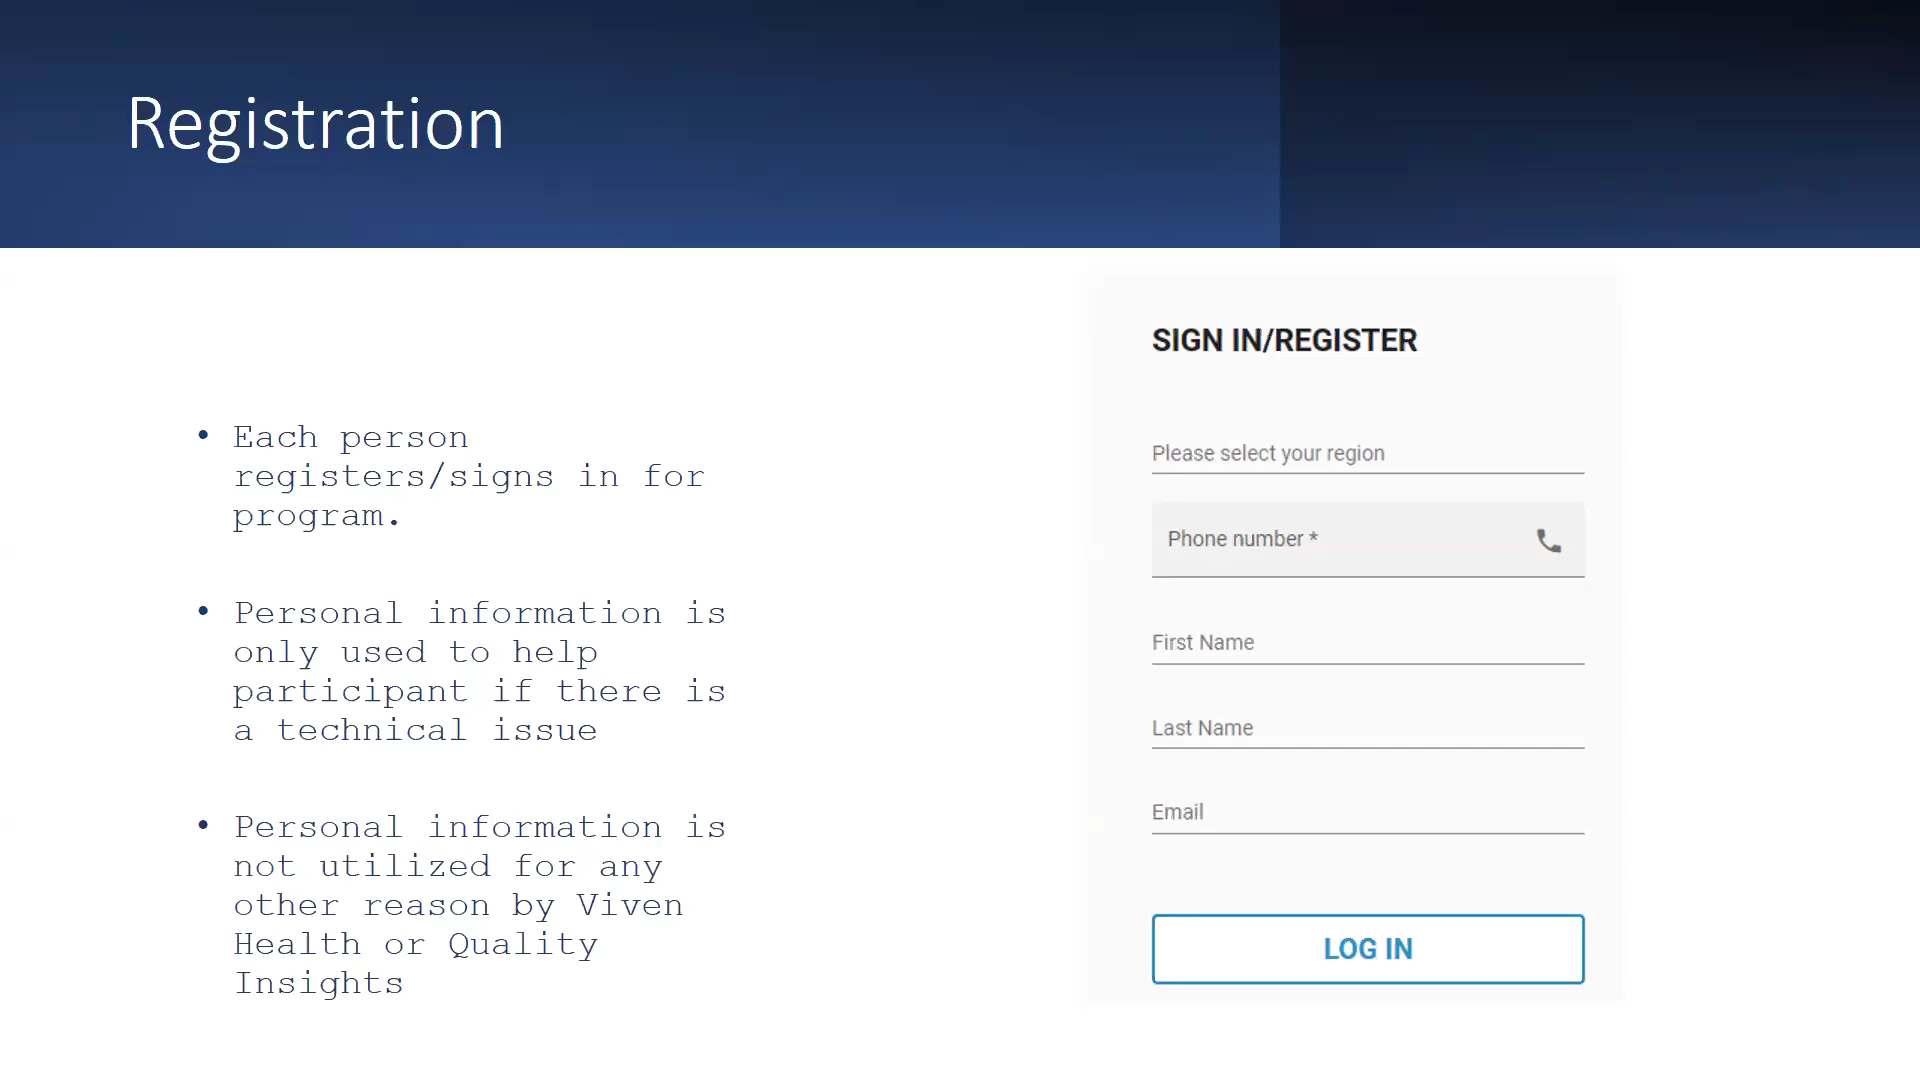 Registration
• Each person
registers/signs in for
program.
• Personal information is
only used to help
participant if there is
a technical issue
• Personal information is
not utilized for any
other reason by Viven
Health or Quality
Insights
SIGN IN/REGISTER
Please select your region
Phone number *
First Name
Last Name
Email
LOG IN